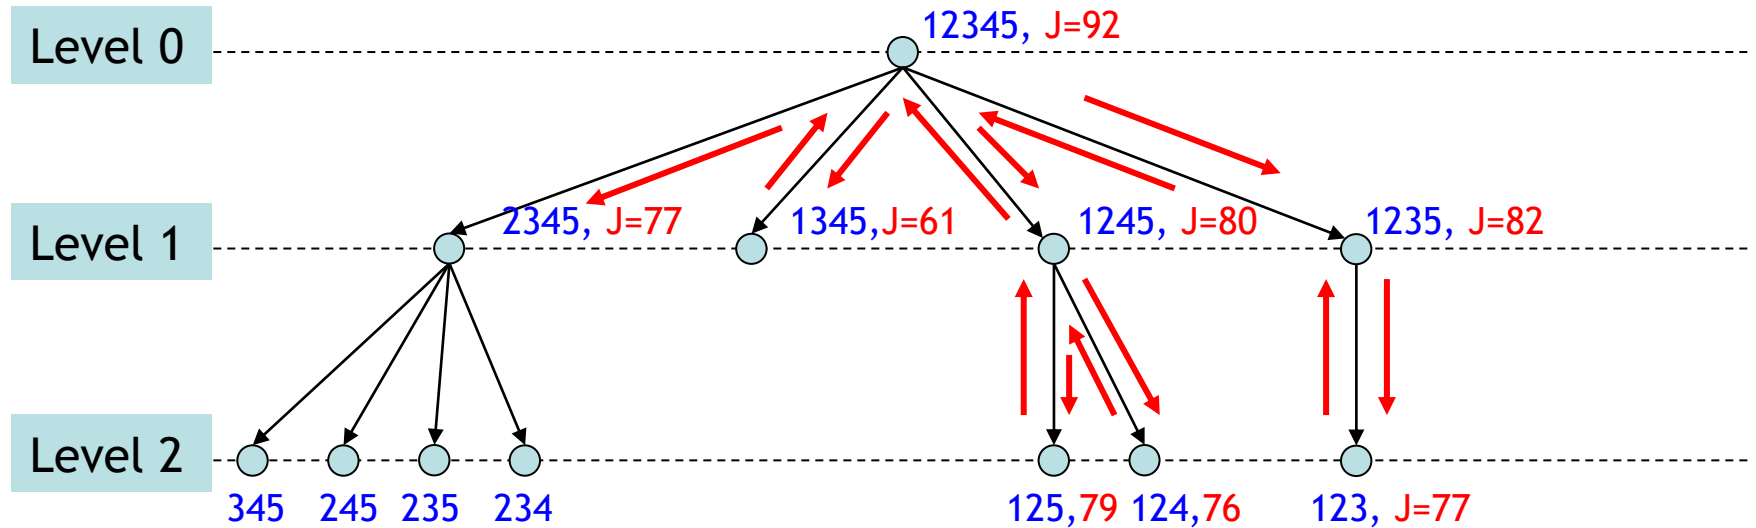 Level 0
12345, J=92
Level 1
2345, J=77
1345,J=61
1245, J=80
1235, J=82
Level 2
345
245
235
234
125,79
124,76
123, J=77